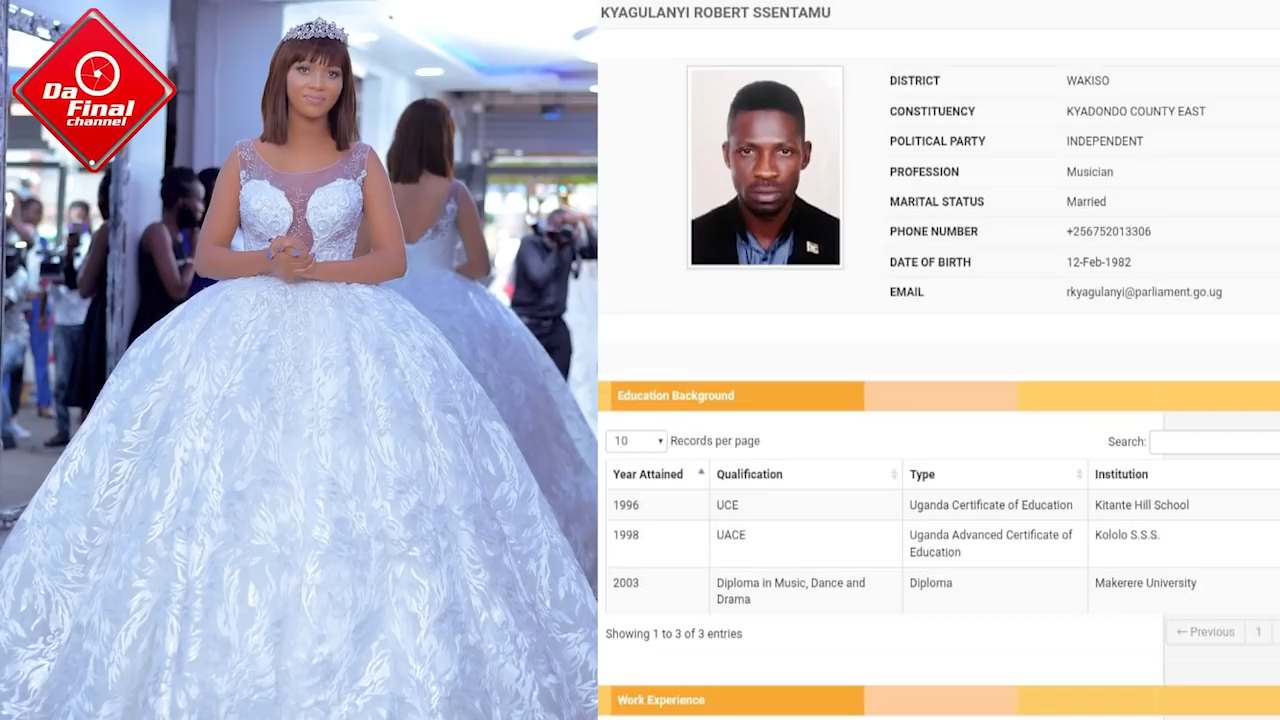 Da
Final
channel
KYAGULANYI ROBERT SSENTAMU
DISTRICT WAKISO
CONSTITUENCY KYADONDO COUNTY EAST
POLITICAL PARTY INDEPENDENT
PROFESSION Musician
MARITAL STATUS Married
PHONE NUMBER +256752013306
DATE OF BIRTH 12-Feb-1982
EMAIL rkyagulanyi@parliament.go.ug
Education Background
10 Records per page Search:
Year Attained Qualification Type Institution
1996 UCE Uganda Certificate of Education Kitante Hill School
1998 UACE Uganda Advanced Certificate of Kololo S.S.S.
Education
2003 Diploma in Music, Dance and Diploma Makerere University
Drama
Showing 1 to 3 of 3 entries
← Previous 1
Work Experience